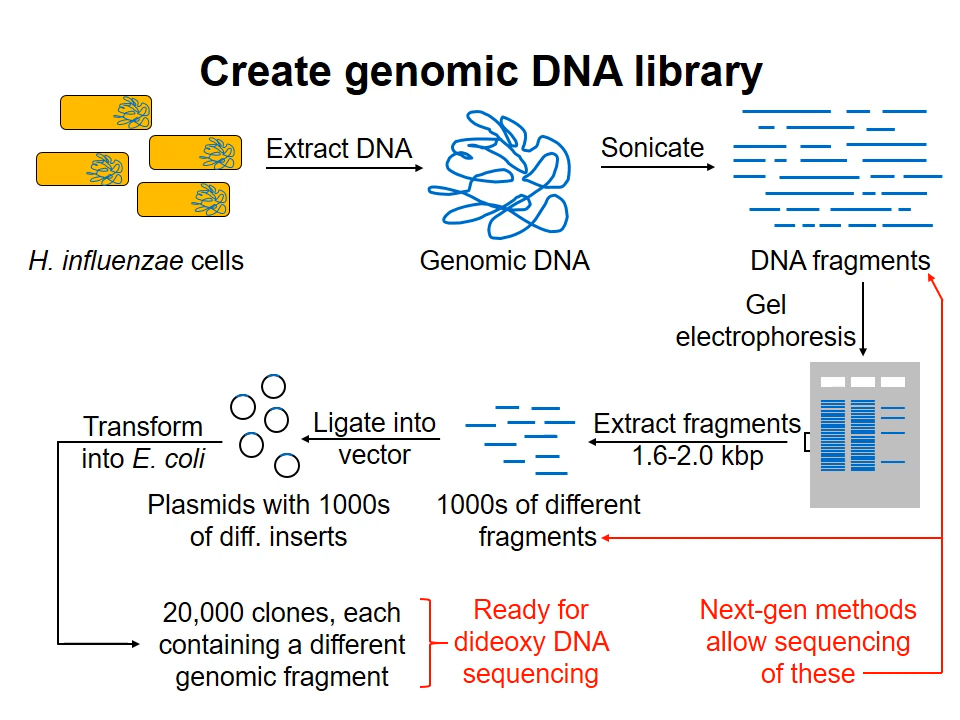 Create genomic DNA library
Extract DNA
Sonicate
H. influenzae cells
Genomic DNA
DNA fragments
Gel
electrophoresis
Extract fragments
1.6-2.0 kbp
1000s of different
fragments
Ligate into
vector
Plasmids with 1000s
of diff. inserts
Transform
into E. coli
20,000 clones, each
containing a different
genomic fragment
Ready for
dideoxy DNA
sequencing
Next-gen methods
allow sequencing
of these